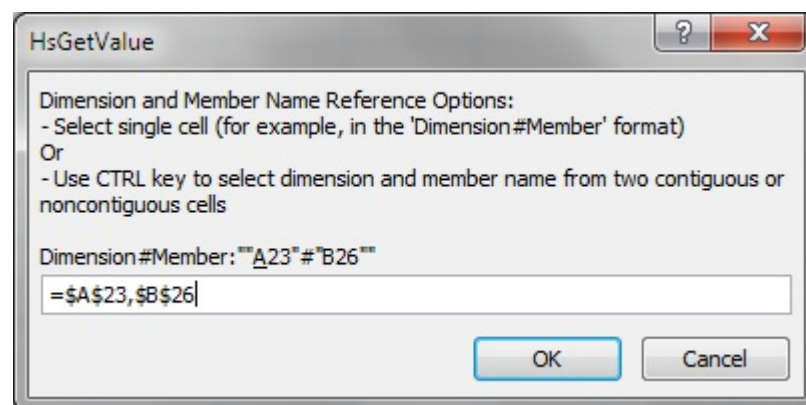 HsGetValue
Dimension and Member Name Reference Options:
- Select single cell (for example, in the 'Dimension#Member' format)
Or
- Use CTRL key to select dimension and member name from two contiguous or
noncontiguous cells
Dimension#Member:""A23"#"B26""
=$A$23,$B$26
OK
Cancel